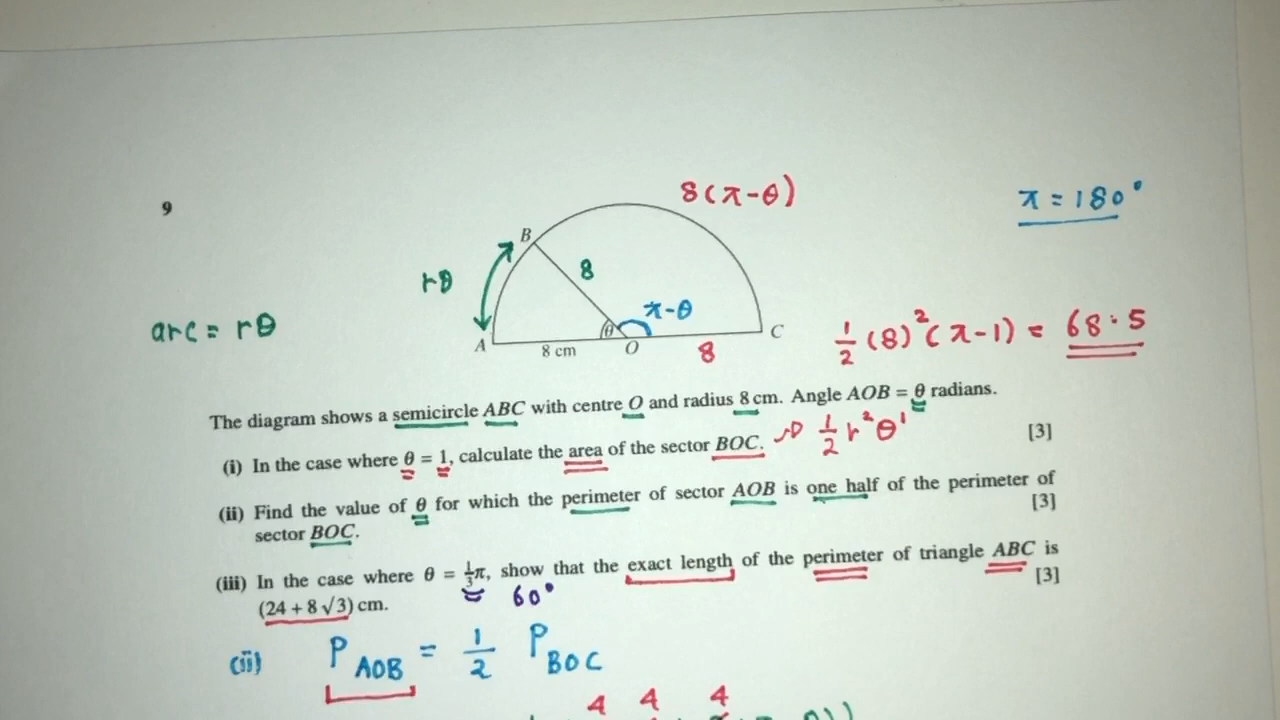 9
8(π-θ)
π = 180°
B
rθ
8
π-θ
arc = rθ
θ
A
8 cm
O
8
C
1/2 (8)² (π-1) = 68.5
The diagram shows a semicircle ABC with centre O and radius 8 cm. Angle AOB = θ radians.
(i) In the case where θ = 1, calculate the area of the sector BOC. → 1/2 r²θ' [3]
(ii) Find the value of θ for which the perimeter of sector AOB is one half of the perimeter of
sector BOC. [3]
(iii) In the case where θ = 1/3π, show that the exact length of the perimeter of triangle ABC is
(24 + 8√3) cm. 60° [3]
(ii) P AOB = 1/2 P BOC
4 4 4